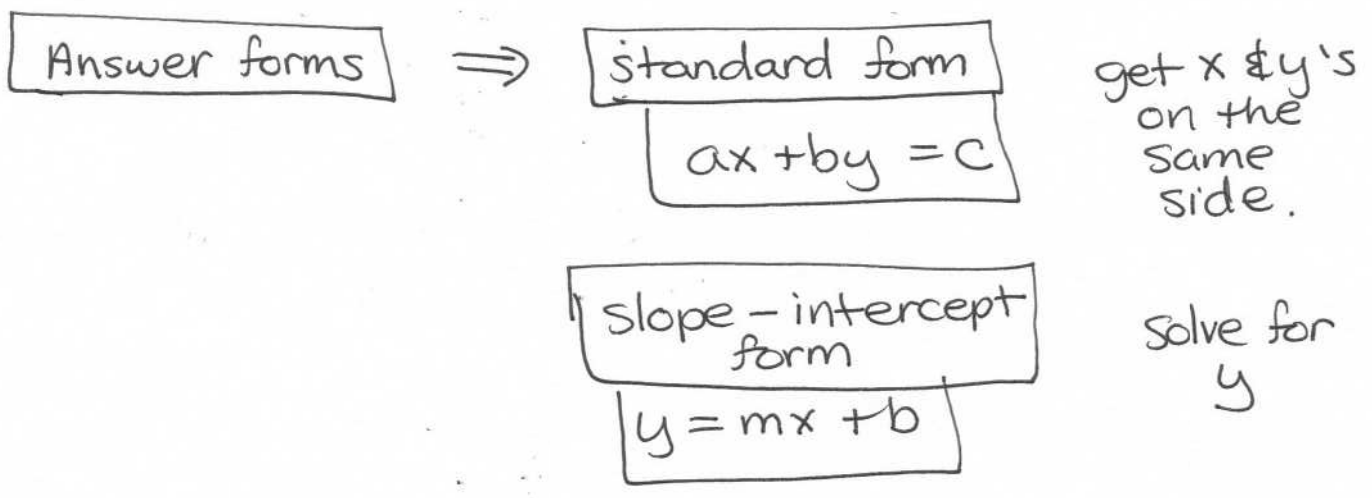 Answer forms ⇒ standard form
ax + by = c
get x & y's
on the
same
side.
slope - intercept
form
y = mx + b
solve for
y